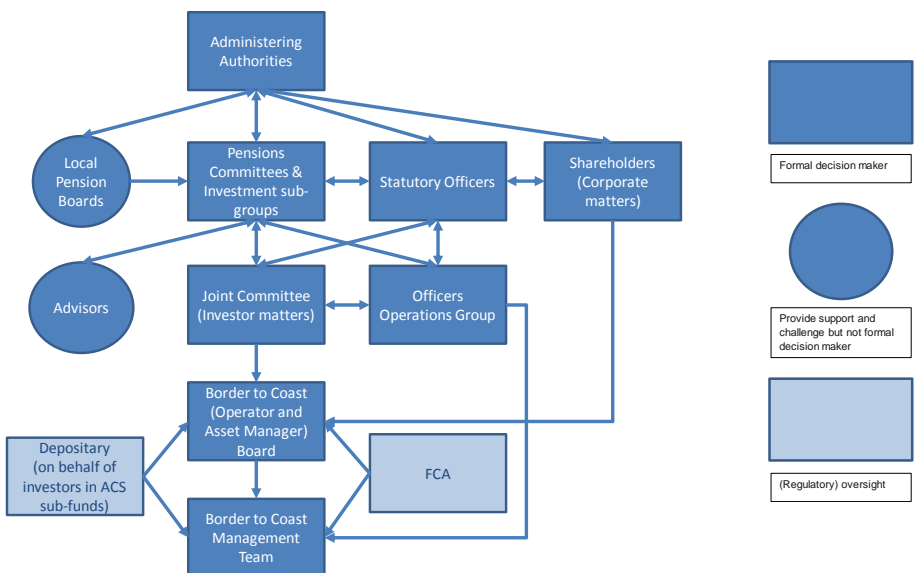 Administering
Authorities
Local
Pension
Boards
Pensions
Committees &
Investment sub-
groups
Statutory Officers
Shareholders
(Corporate
matters)
Formal decision maker
Advisors
Joint Committee
(Investor matters)
Officers
Operations Group
Provide support and
challenge but not formal
decision maker
Border to Coast
(Operator and
Asset Manager)
Board
Depositary
(on behalf of
investors in ACS
sub-funds)
FCA
(Regulatory) oversight
Border to Coast
Management
Team